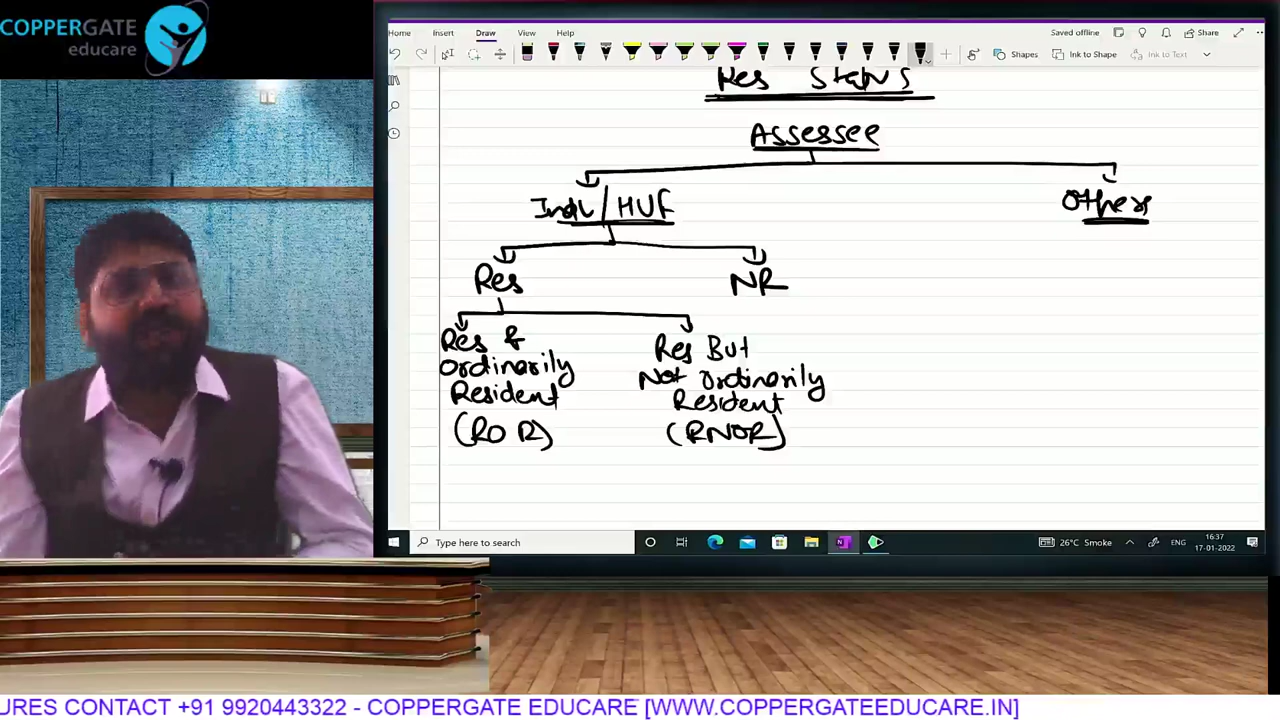 COPPERGATE
educare
Home Insert Draw View Help
Saved offline
Share
Shapes
Ink to Shape
Ink to Text
Res Status
Assessee
Indv/HUF
Others
Res
NR
Res &
ordinarily
Resident
(ROR)
Res But
Not ordinarily
Resident
(RNOR)
Type here to search
26°C Smoke
ENG
16:37
17-01-2022
URES CONTACT +91 9920443322 - COPPERGATE EDUCARE [WWW.COPPERGATEEDUCARE.IN]